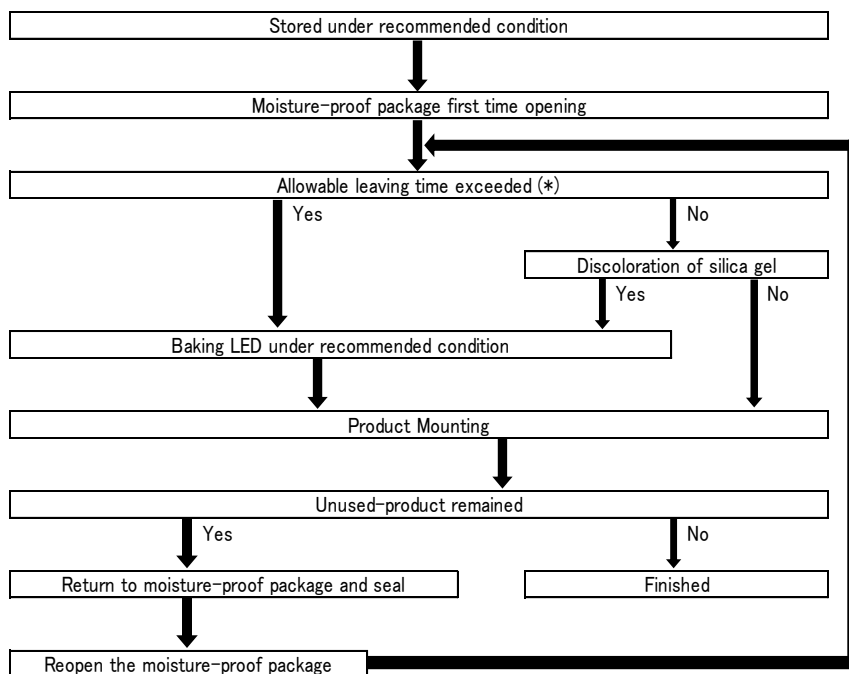 Stored under recommended condition
Moisture-proof package first time opening
Allowable leaving time exceeded (*)
Yes
No
Discoloration of silica gel
Yes
No
Baking LED under recommended condition
Product Mounting
Unused-product remained
Yes
No
Return to moisture-proof package and seal
Finished
Reopen the moisture-proof package